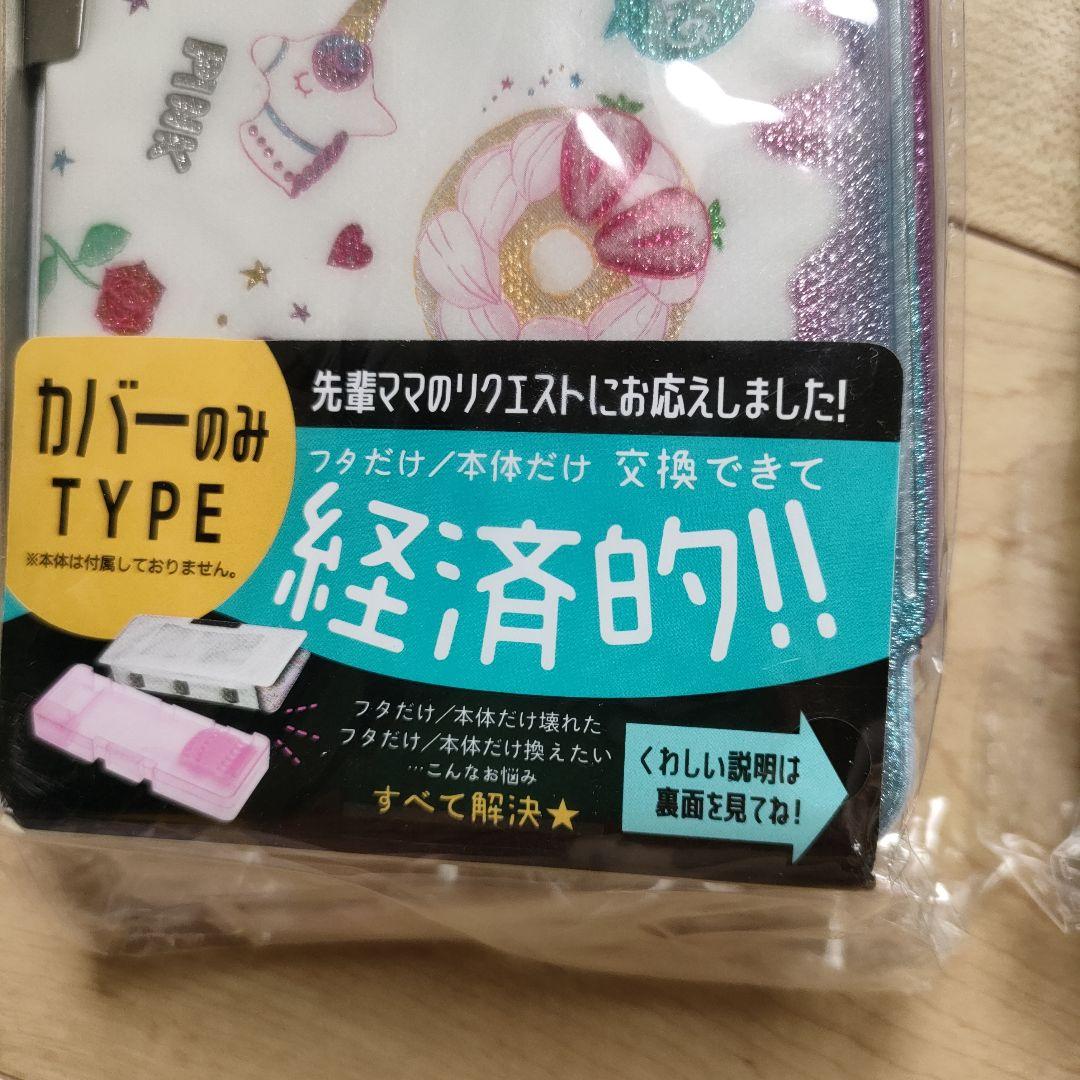 PINK
カバーのみ
TYPE
※本体は付属しておりません。
先輩ママのリクエストにお応えしました!
フタだけ/本体だけ 交換できて
経済的!!
フタだけ/本体だけ壊れた
フタだけ/本体だけ換えたい
…こんなお悩み
すべて解決★
くわしい説明は
裏面を見てね!